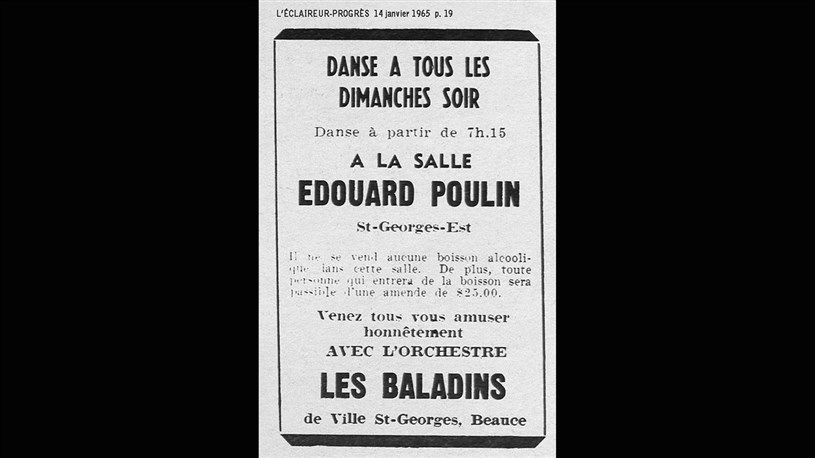 L'ÉCLAIREUR-PROGRÈS 14 janvier 1965 p. 19
DANSE A TOUS LES
DIMANCHES SOIR
Danse à partir de 7h.15
A LA SALLE
EDOUARD POULIN
St-Georges-Est
Il ne se vend aucune boisson alcooli-
que dans cette salle. De plus, toute
personne qui entrera de la boisson sera
passible d'une amende de $25.00.
Venez tous vous amuser
honnêtement
AVEC L'ORCHESTRE
LES BALADINS
de Ville St-Georges, Beauce